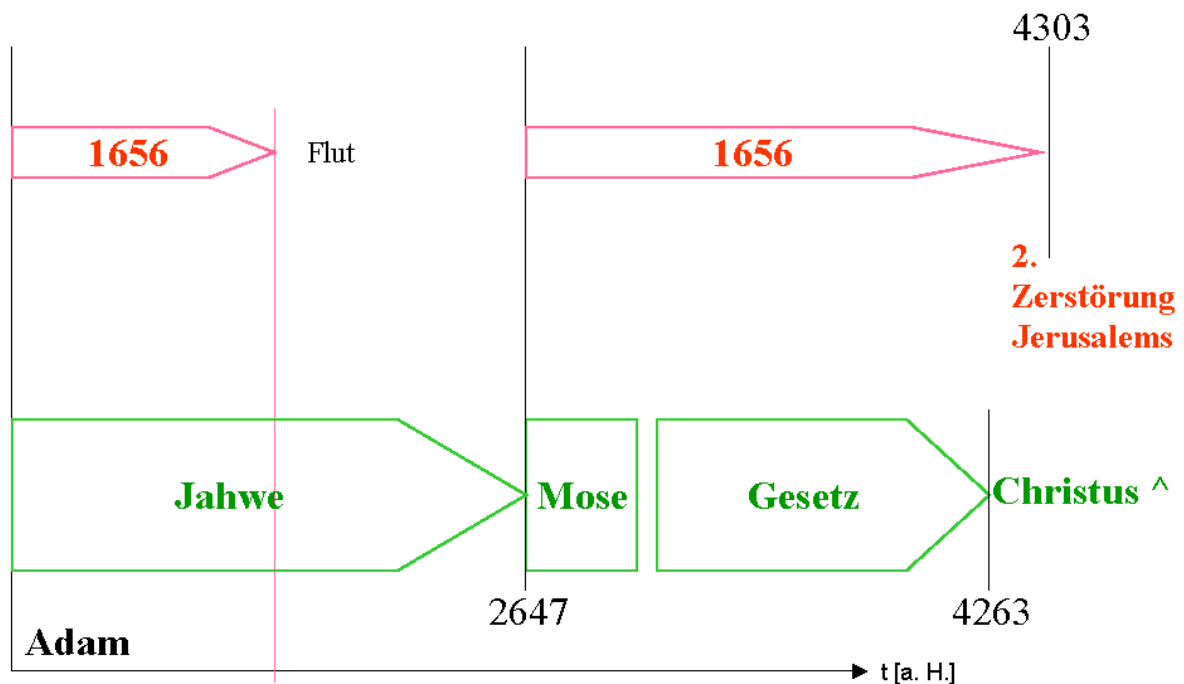 4303
1656
Flut
1656
2.
Zerstörung
Jerusalems
Jahwe
Mose
Gesetz
Christus ^
2647
4263
Adam
t [a. H.]